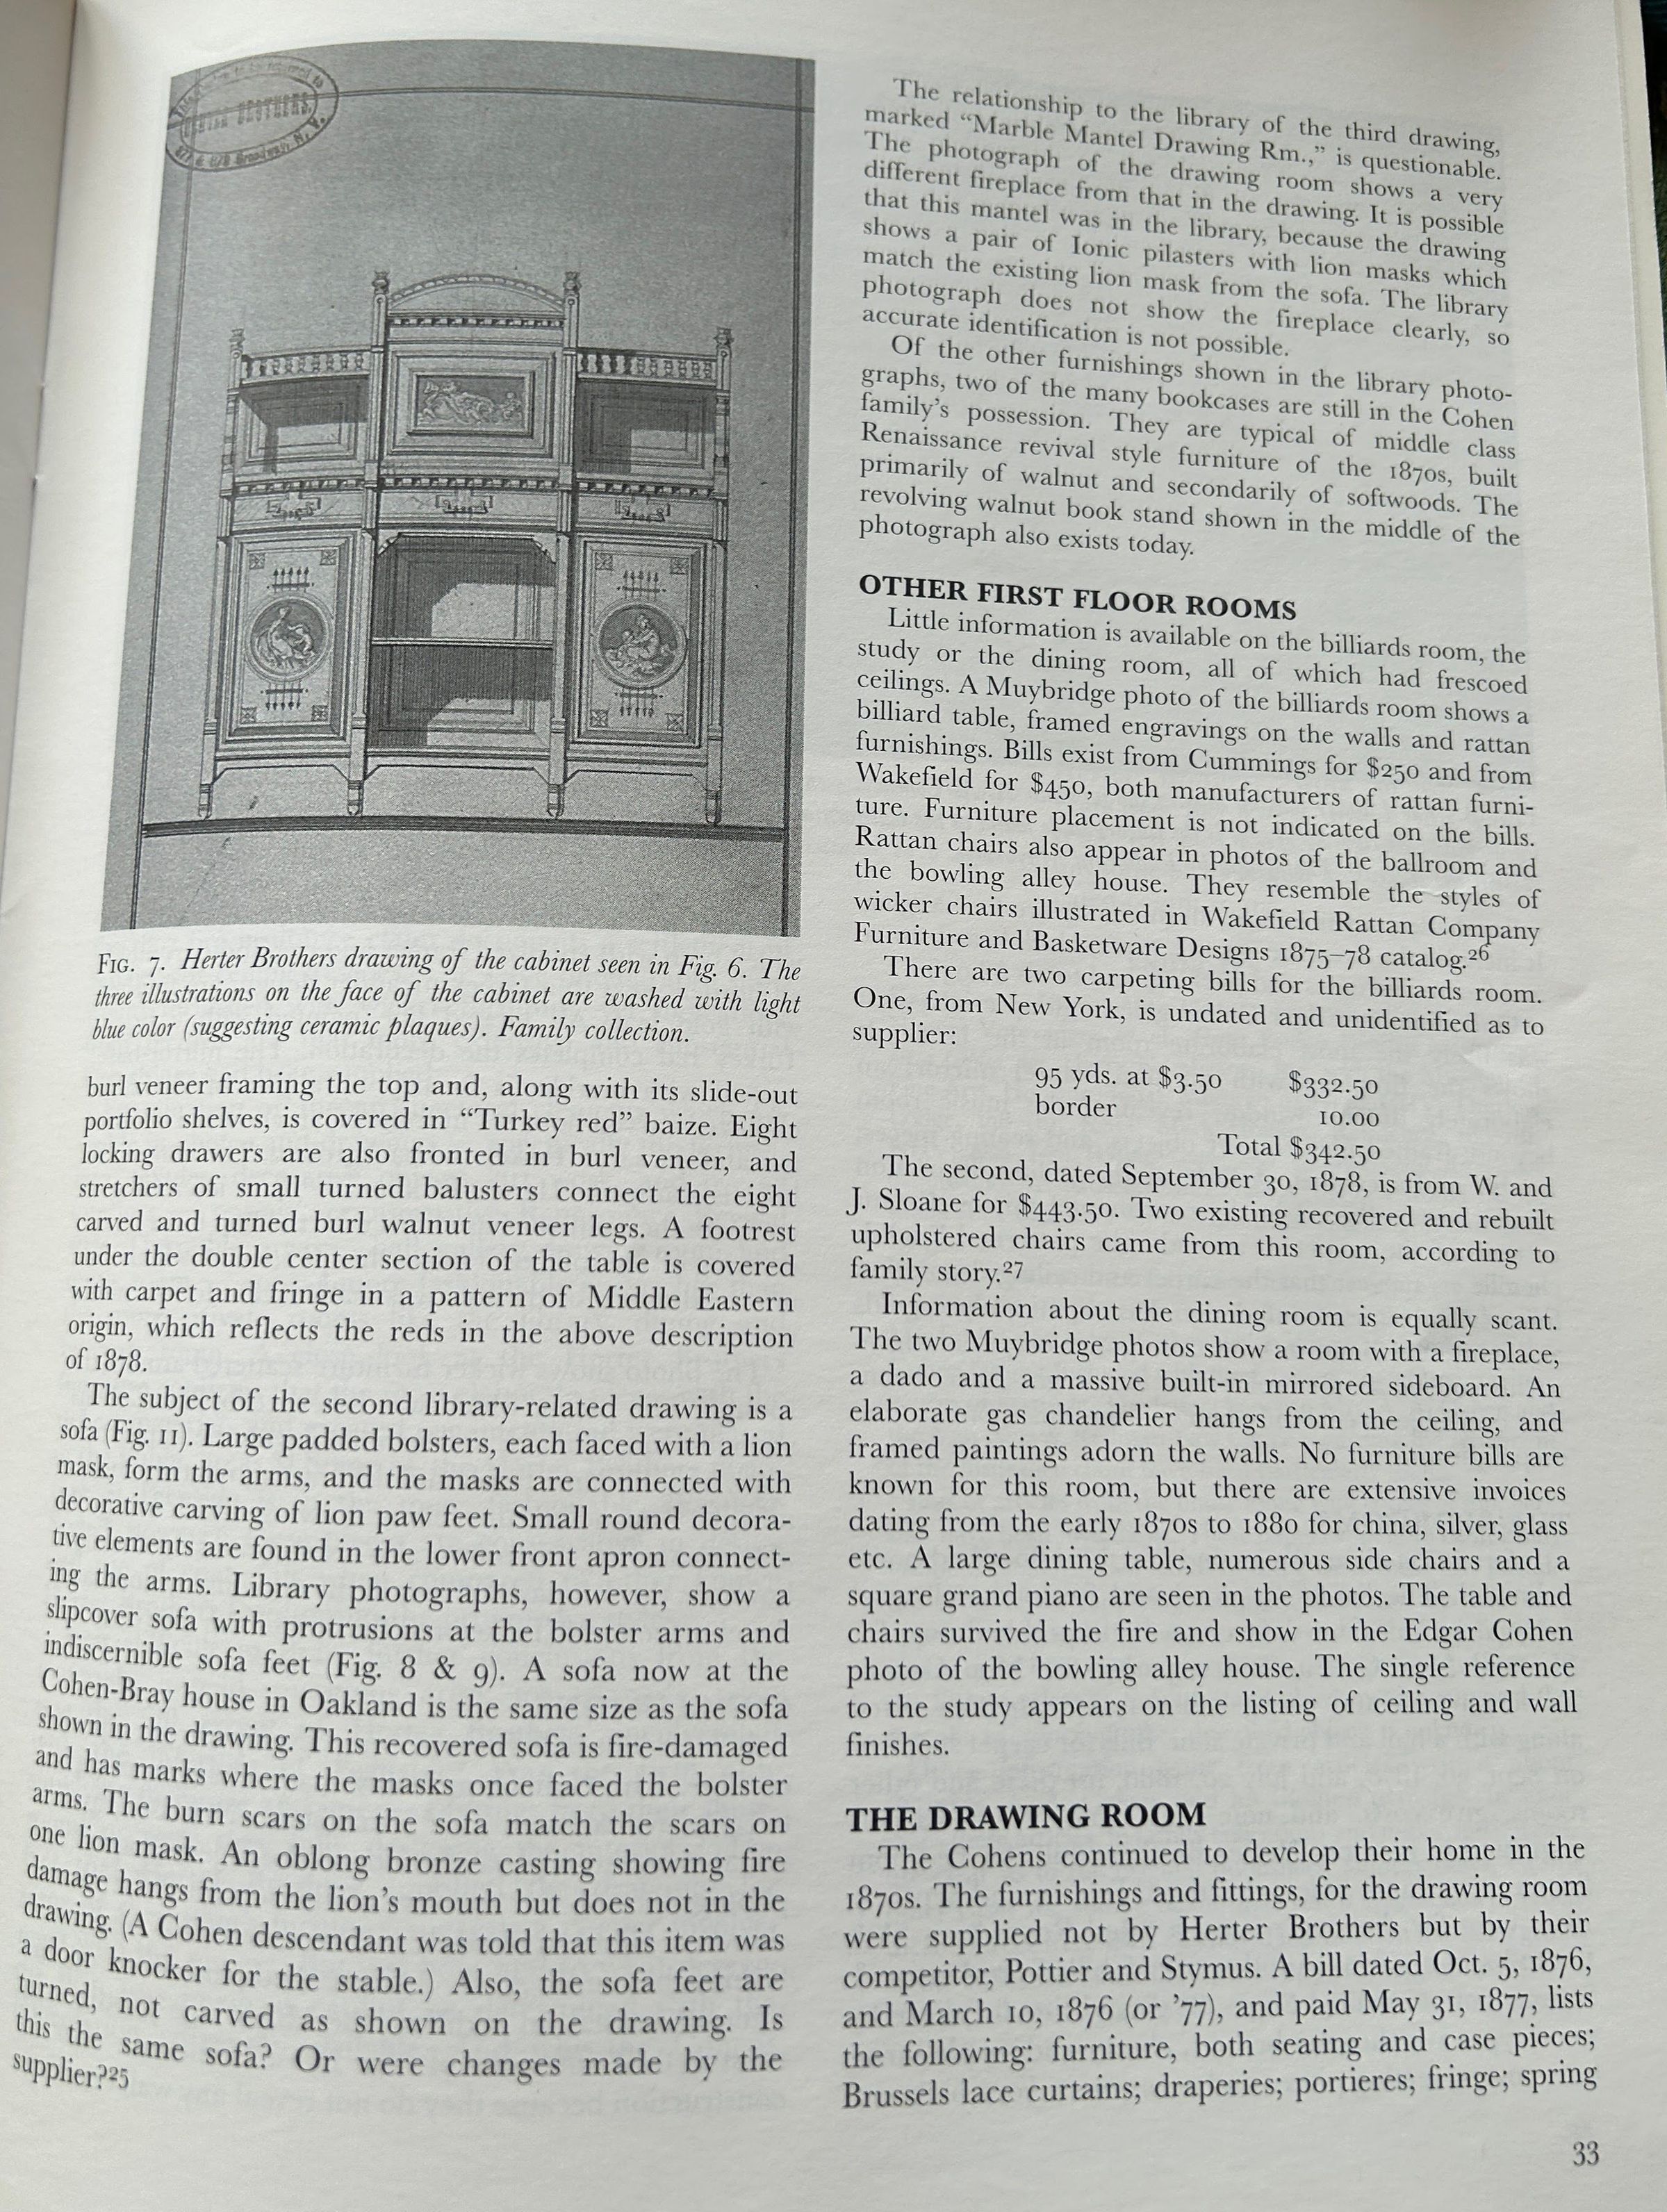 HERTER BROTHERS.
Broadway, N. Y.
FIG. 7. Herter Brothers drawing of the cabinet seen in Fig. 6. The
three illustrations on the face of the cabinet are washed with light
blue color (suggesting ceramic plaques). Family collection.
burl veneer framing the top and, along with its slide-out
portfolio shelves, is covered in “Turkey red” baize. Eight
locking drawers are also fronted in burl veneer, and
stretchers of small turned balusters connect the eight
carved and turned burl walnut veneer legs. A footrest
under the double center section of the table is covered
with carpet and fringe in a pattern of Middle Eastern
origin, which reflects the reds in the above description
of 1878.
The subject of the second library-related drawing is a
sofa (Fig. 11). Large padded bolsters, each faced with a lion
mask, form the arms, and the masks are connected with
decorative carving of lion paw feet. Small round decora-
tive elements are found in the lower front apron connect-
ing the arms. Library photographs, however, show a
slipcover sofa with protrusions at the bolster arms and
indiscernible sofa feet (Fig. 8 & 9). A sofa now at the
Cohen-Bray house in Oakland is the same size as the sofa
shown in the drawing. This recovered sofa is fire-damaged
and has marks where the masks once faced the bolster
arms. The burn scars on the sofa match the scars on
one lion mask. An oblong bronze casting showing fire
damage hangs from the lion’s mouth but does not in the
drawing. (A Cohen descendant was told that this item was
a door knocker for the stable.) Also, the sofa feet are
turned, not carved as shown on the drawing. Is
this the same sofa? Or were changes made by the
supplier?25
The relationship to the library of the third drawing,
marked “Marble Mantel Drawing Rm.,” is questionable.
The photograph of the drawing room shows a very
different fireplace from that in the drawing. It is possible
that this mantel was in the library, because the drawing
shows a pair of Ionic pilasters with lion masks which
match the existing lion mask from the sofa. The library
photograph does not show the fireplace clearly, so
accurate identification is not possible.
Of the other furnishings shown in the library photo-
graphs, two of the many bookcases are still in the Cohen
family’s possession. They are typical of middle class
Renaissance revival style furniture of the 1870s, built
primarily of walnut and secondarily of softwoods. The
revolving walnut book stand shown in the middle of the
photograph also exists today.
OTHER FIRST FLOOR ROOMS
Little information is available on the billiards room, the
study or the dining room, all of which had frescoed
ceilings. A Muybridge photo of the billiards room shows a
billiard table, framed engravings on the walls and rattan
furnishings. Bills exist from Cummings for $250 and from
Wakefield for $450, both manufacturers of rattan furni-
ture. Furniture placement is not indicated on the bills.
Rattan chairs also appear in photos of the ballroom and
the bowling alley house. They resemble the styles of
wicker chairs illustrated in Wakefield Rattan Company
Furniture and Basketware Designs 1875–78 catalog.26
There are two carpeting bills for the billiards room.
One, from New York, is undated and unidentified as to
supplier:
95 yds. at $3.50 $332.50
border 10.00
Total $342.50
The second, dated September 30, 1878, is from W. and
J. Sloane for $443.50. Two existing recovered and rebuilt
upholstered chairs came from this room, according to
family story.27
Information about the dining room is equally scant.
The two Muybridge photos show a room with a fireplace,
a dado and a massive built-in mirrored sideboard. An
elaborate gas chandelier hangs from the ceiling, and
framed paintings adorn the walls. No furniture bills are
known for this room, but there are extensive invoices
dating from the early 1870s to 1880 for china, silver, glass
etc. A large dining table, numerous side chairs and a
square grand piano are seen in the photos. The table and
chairs survived the fire and show in the Edgar Cohen
photo of the bowling alley house. The single reference
to the study appears on the listing of ceiling and wall
finishes.
THE DRAWING ROOM
The Cohens continued to develop their home in the
1870s. The furnishings and fittings, for the drawing room
were supplied not by Herter Brothers but by their
competitor, Pottier and Stymus. A bill dated Oct. 5, 1876,
and March 10, 1876 (or ’77), and paid May 31, 1877, lists
the following: furniture, both seating and case pieces;
Brussels lace curtains; draperies; portieres; fringe; spring
33